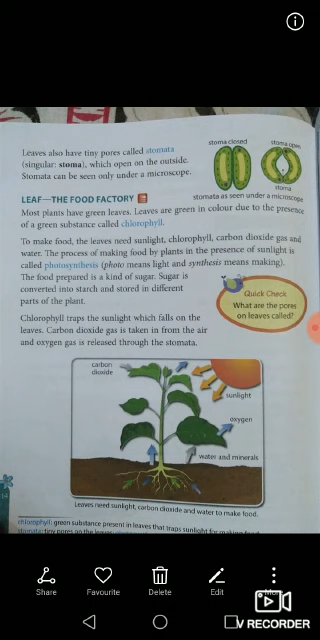 Leaves also have tiny pores called stomata
(singular: stoma), which open on the outside.
Stomata can be seen only under a microscope.
stoma closed
stoma open
stoma
stomata as seen under a microscope
LEAF—THE FOOD FACTORY
Most plants have green leaves. Leaves are green in colour due to the presence
of a green substance called chlorophyll.
To make food, the leaves need sunlight, chlorophyll, carbon dioxide gas and
water. The process of making food by plants in the presence of sunlight is
called photosynthesis (photo means light and synthesis means making).
The food prepared is a kind of sugar. Sugar is
converted into starch and stored in different
parts of the plant.
Quick Check
What are the pores
on leaves called?
Chlorophyll traps the sunlight which falls on the
leaves. Carbon dioxide gas is taken in from the air
and oxygen gas is released through the stomata.
carbon
dioxide
sunlight
oxygen
water and minerals
Leaves need sunlight, carbon dioxide and water to make food.
14
chlorophyll: green substance present in leaves that traps sunlight for making food
stomata: tiny pores on the leaves
Share
Favourite
Delete
Edit
More
V RECORDER